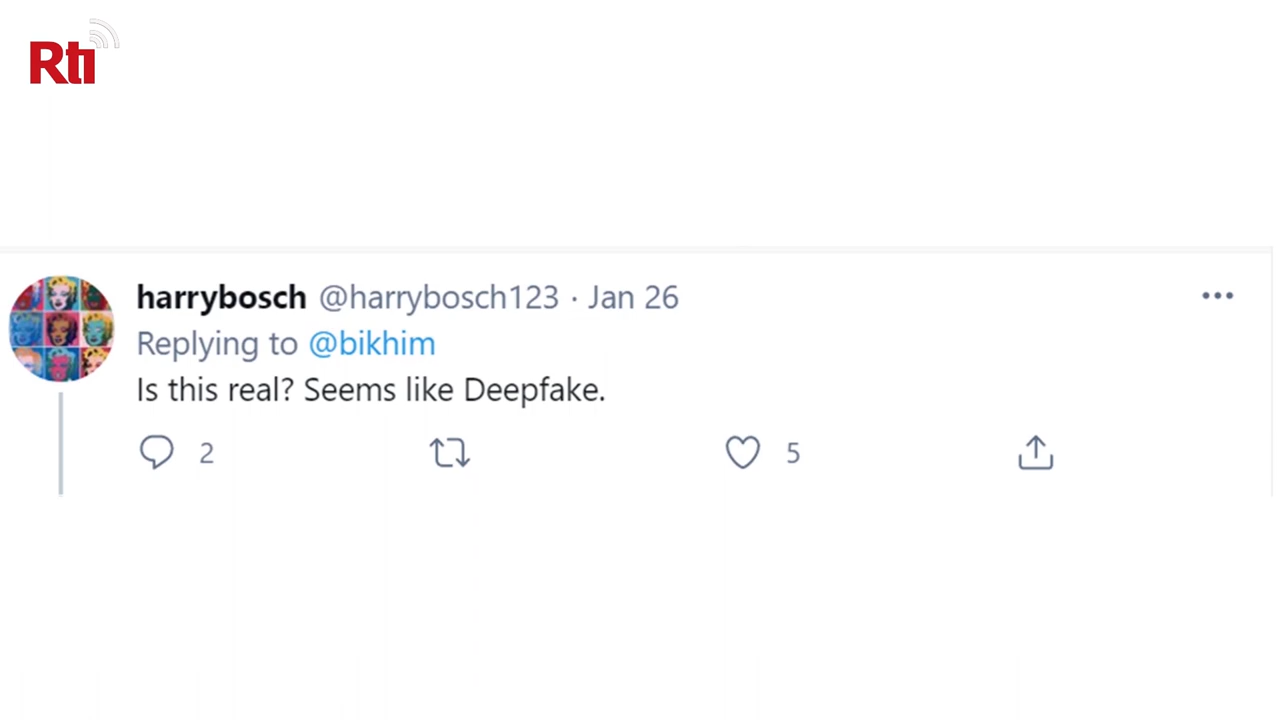 Rti
harrybosch @harrybosch123 · Jan 26
Replying to @bikhim
Is this real? Seems like Deepfake.
2 5